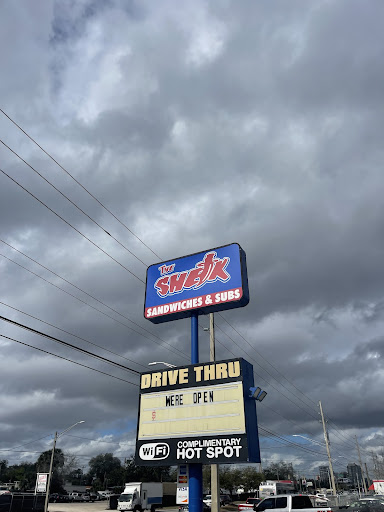 The
SHEIK
SANDWICHES & SUBS
DRIVE THRU
WERE OPEN
$
WiFi
COMPLIMENTARY
HOT SPOT